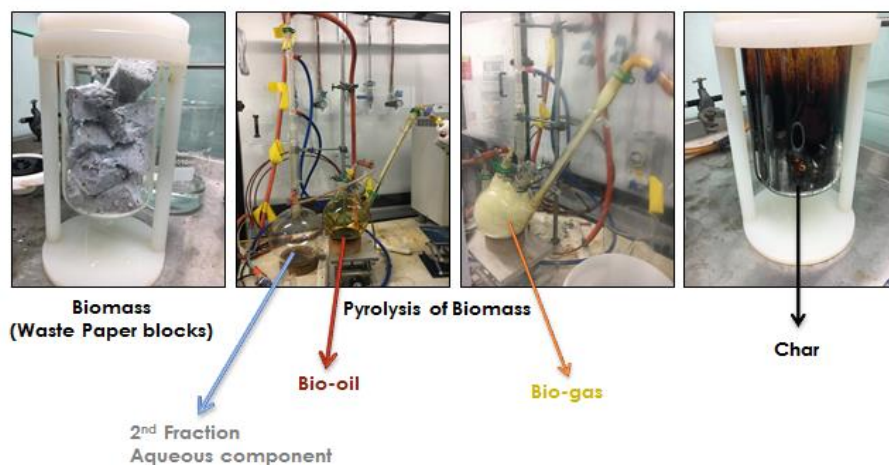 Biomass
(Waste Paper blocks)
Pyrolysis of Biomass
Char
Bio-oil
Bio-gas
2nd Fraction
Aqueous component